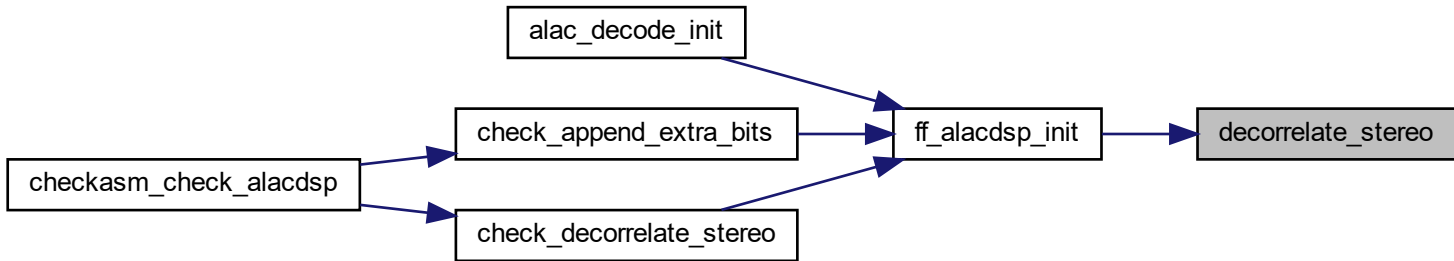 alac_decode_init
check_append_extra_bits
ff_alacdsp_init
decorrelate_stereo
checkasm_check_alacdsp
check_decorrelate_stereo